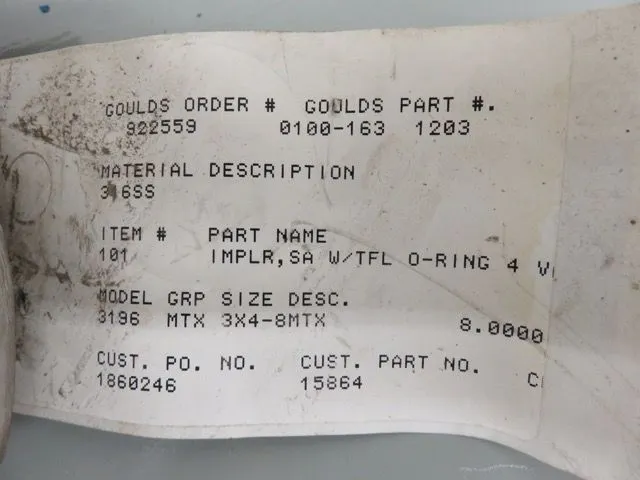 GOULDS ORDER # GOULDS PART #.
922559 0100-163 1203
MATERIAL DESCRIPTION
316SS
ITEM # PART NAME
101 IMPLR,SA W/TFL O-RING 4 V
MODEL GRP SIZE DESC.
3196 MTX 3X4-8MTX 8.0000
CUST. PO. NO. CUST. PART NO. C
1860246 15864